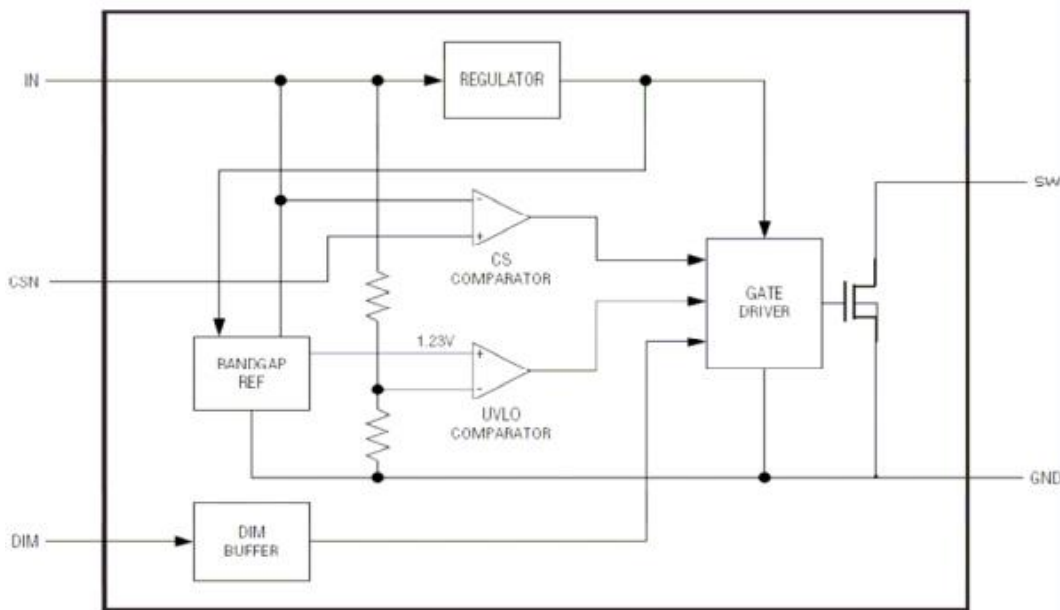 IN
REGULATOR
SW
-
+
CS
COMPARATOR
CSN
GATE
DRIVER
1.23V
BANDGAP
REF
+
-
UVLO
COMPARATOR
GND
DIM
DIM
BUFFER